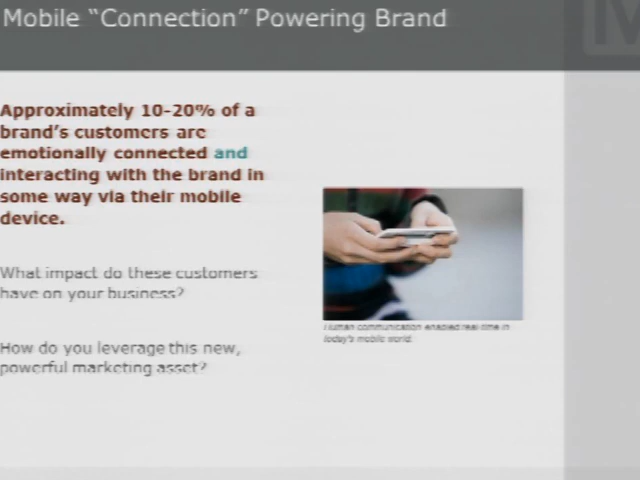 Mobile “Connection” Powering Brand
M
Approximately 10-20% of a
brand’s customers are
emotionally connected and
interacting with the brand in
some way via their mobile
device.
What impact do these customers
have on your business?
How do you leverage this new,
powerful marketing asset?
Human communication enabled real time in
today's mobile world.